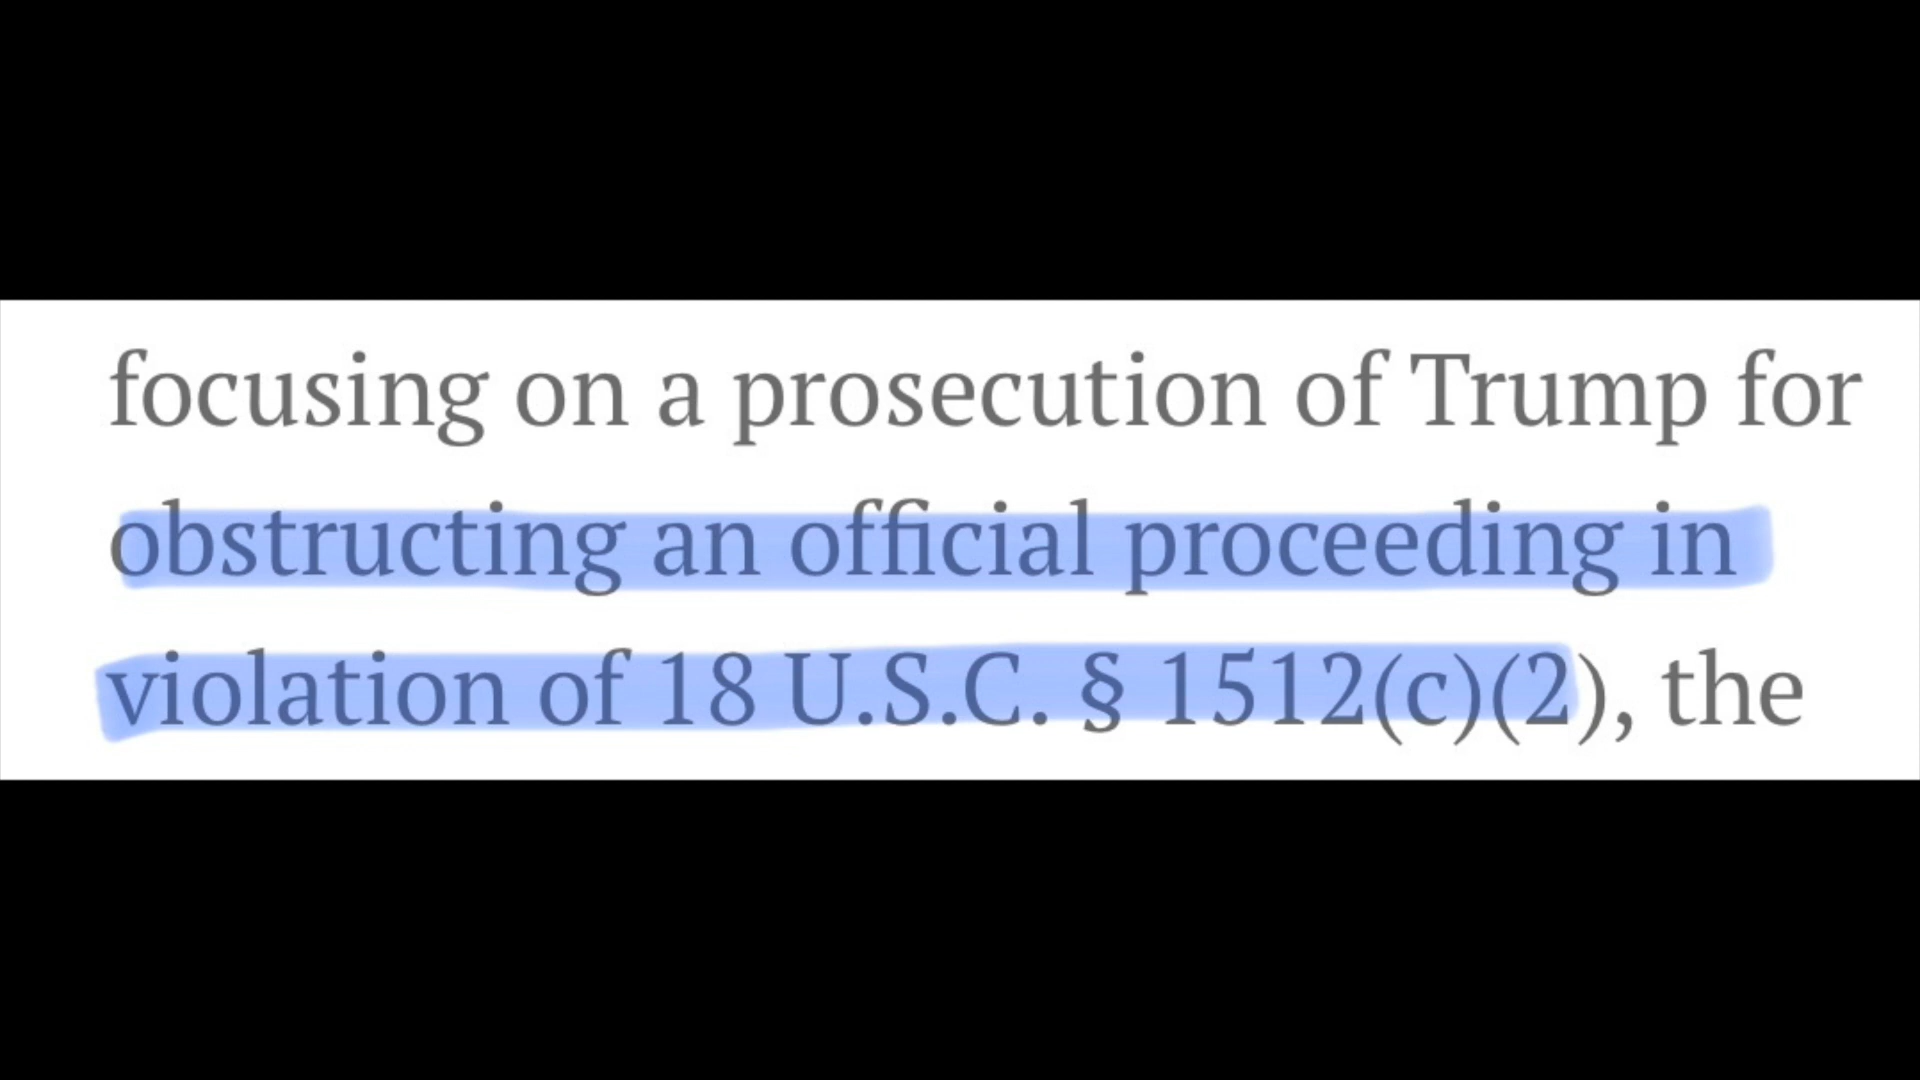 focusing on a prosecution of Trump for
obstructing an official proceeding in
violation of 18 U.S.C. § 1512(c)(2), the